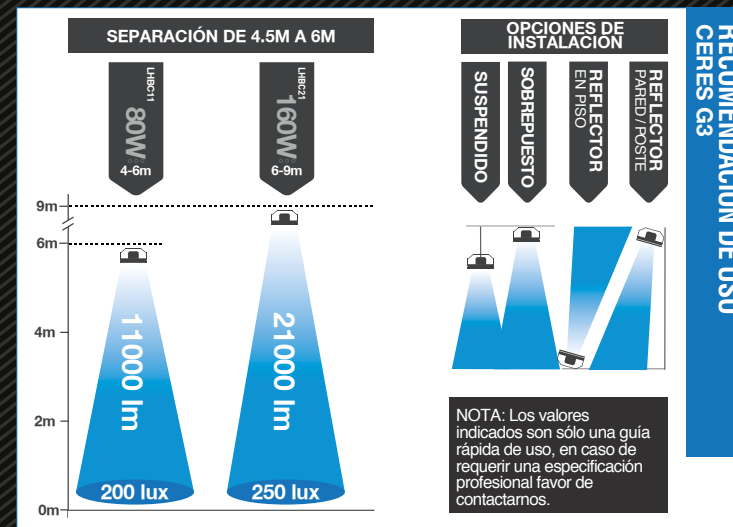 SEPARACIÓN DE 4.5M A 6M
LHBC11
80W
4-6m
LHBC21
160W
6-9m
9m
6m
4m
2m
0m
11000 lm
200 lux
21000 lm
250 lux
OPCIONES DE
INSTALACIÓN
SUSPENDIDO
SOBREPUESTO
REFLECTOR
EN PISO
REFLECTOR
PARED / POSTE
NOTA: Los valores
indicados son sólo una guía
rápida de uso, en caso de
requerir una especificación
profesional favor de
contactarnos.
RECOMENDACIÓN DE USO
CERES G3